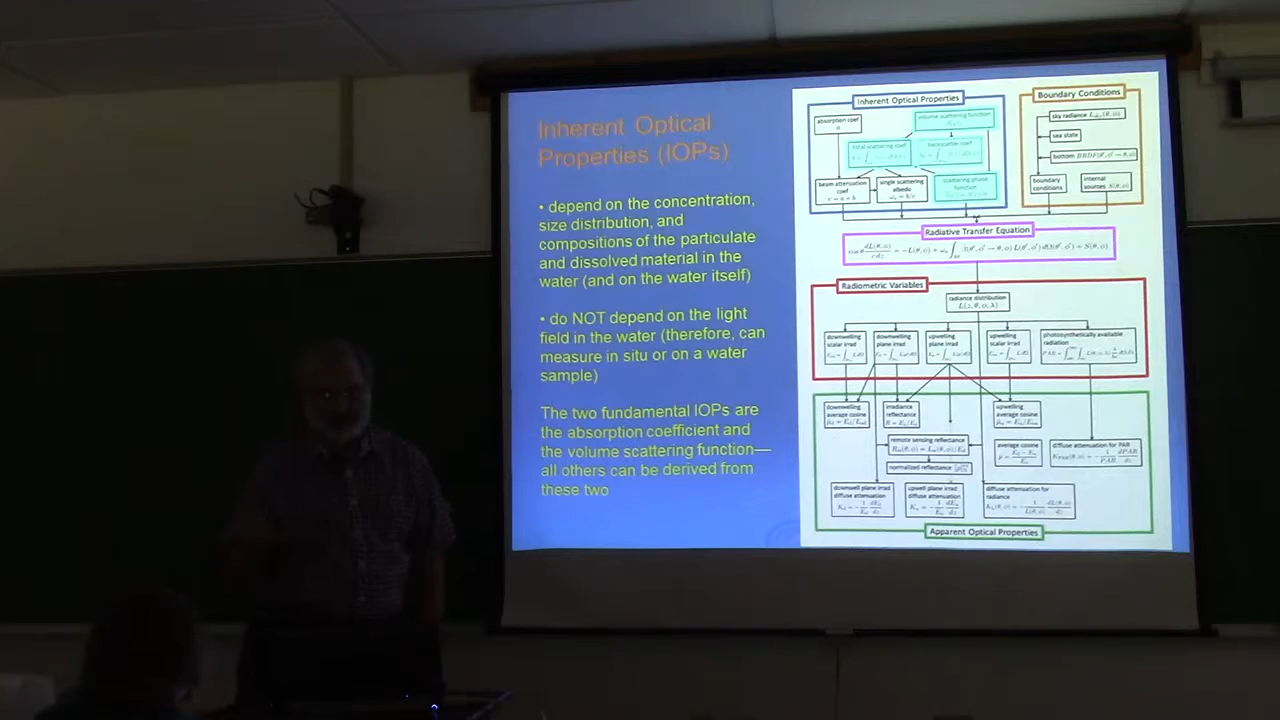 Inherent Optical
Properties (IOPs)
• depend on the concentration,
size distribution, and
compositions of the particulate
and dissolved material in the
water (and on the water itself)
• do NOT depend on the light
field in the water (therefore, can
measure in situ or on a water
sample)
The two fundamental IOPs are
the absorption coefficient and
the volume scattering function—
all others can be derived from
these two
Inherent Optical Properties
absorption coef
a
volume scattering function
total scattering coef
backscatter coef
beam attenuation
coef
c = a + b
single scattering
albedo
ω₀ = b/c
scattering phase
function
Boundary Conditions
sky radiance
sea state
bottom
boundary
conditions
internal
sources S(θ,ϕ)
Radiative Transfer Equation
Radiometric Variables
radiance distribution
L(z, θ, ϕ, λ)
downwelling
scalar irrad
downwelling
plane irrad
upwelling
plane irrad
upwelling
scalar irrad
photosynthetically available
radiation
downwelling
average cosine
irradiance
reflectance
upwelling
average cosine
remote sensing reflectance
normalized reflectance
average cosine
diffuse attenuation for PAR
downwell plane irrad
diffuse attenuation
upwell plane irrad
diffuse attenuation
diffuse attenuation for
radiance
Apparent Optical Properties